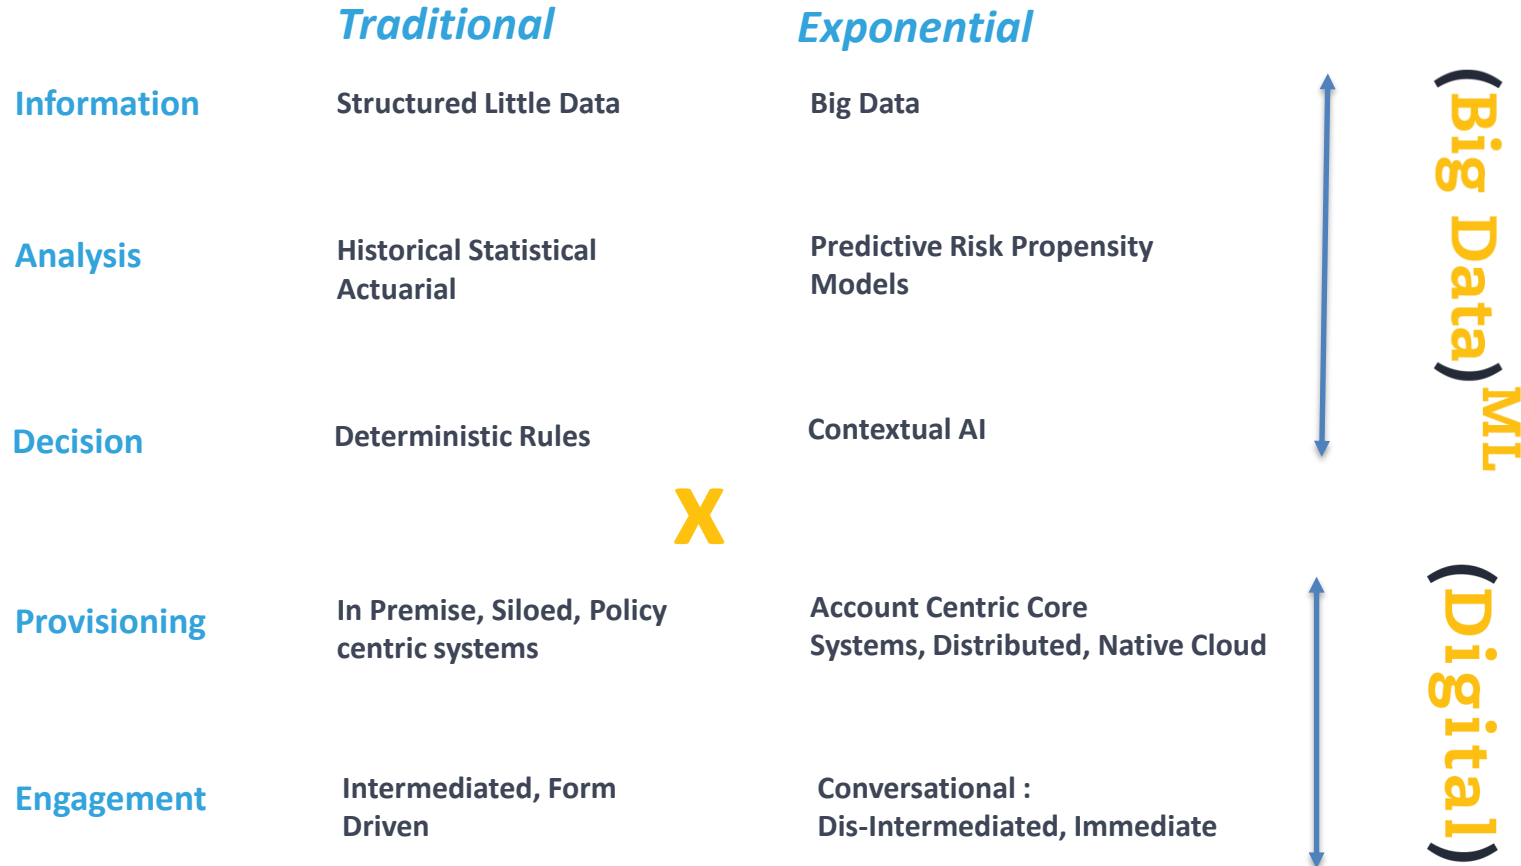 Traditional
Exponential
Information
Structured Little Data
Big Data
Analysis
Historical Statistical
Actuarial
Predictive Risk Propensity
Models
Decision
Deterministic Rules
Contextual AI
X
Provisioning
In Premise, Siloed, Policy
centric systems
Account Centric Core
Systems, Distributed, Native Cloud
Engagement
Intermediated, Form
Driven
Conversational :
Dis-Intermediated, Immediate
(Big Data)ML
(Digital)